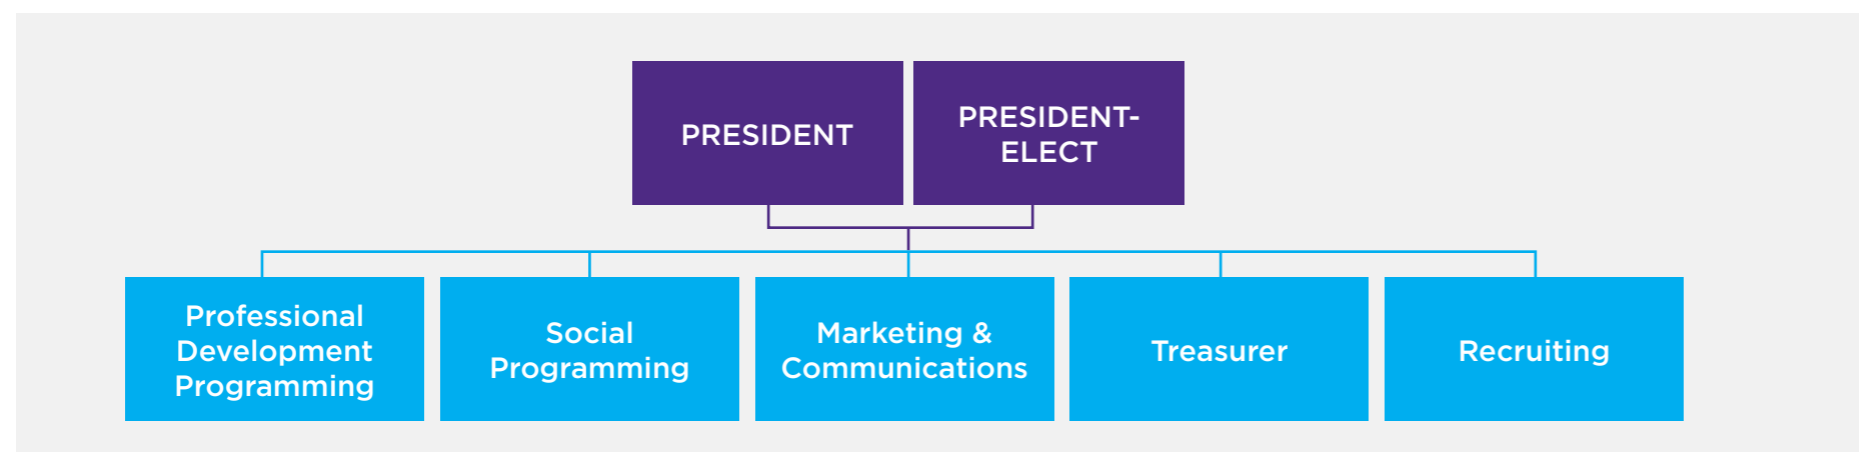 PRESIDENT
PRESIDENT-
ELECT
Professional
Development
Programming
Social
Programming
Marketing &
Communications
Treasurer
Recruiting